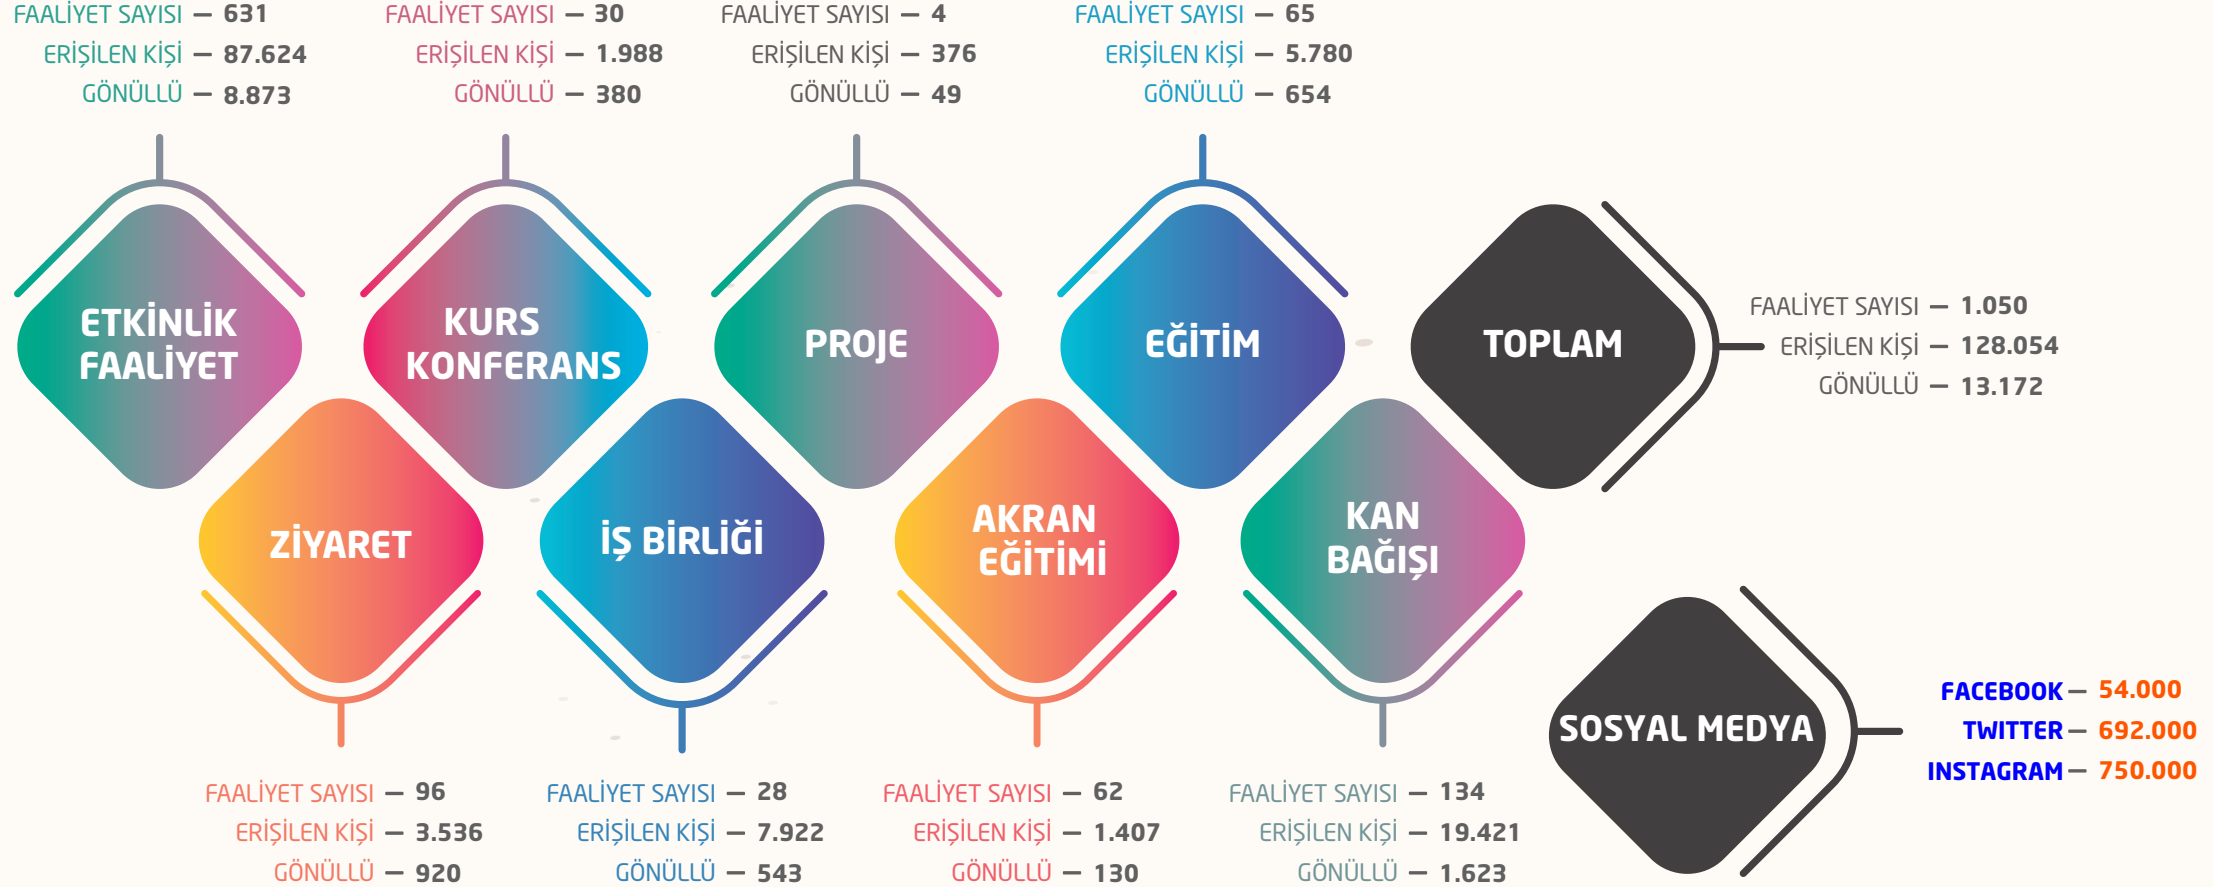 FAALİYET SAYISI — 631
ERİŞİLEN KİŞİ — 87.624
GÖNÜLLÜ — 8.873
FAALİYET SAYISI — 30
ERİŞİLEN KİŞİ — 1.988
GÖNÜLLÜ — 380
FAALİYET SAYISI — 4
ERİŞİLEN KİŞİ — 376
GÖNÜLLÜ — 49
FAALİYET SAYISI — 65
ERİŞİLEN KİŞİ — 5.780
GÖNÜLLÜ — 654
ETKİNLİK
FAALİYET
KURS
KONFERANS
PROJE
EĞİTİM
TOPLAM
FAALİYET SAYISI — 1.050
ERİŞİLEN KİŞİ — 128.054
GÖNÜLLÜ — 13.172
ZİYARET
İŞ BİRLİĞİ
AKRAN
EĞİTİMİ
KAN
BAĞIŞI
SOSYAL MEDYA
FACEBOOK — 54.000
TWITTER — 692.000
INSTAGRAM — 750.000
FAALİYET SAYISI — 96
ERİŞİLEN KİŞİ — 3.536
GÖNÜLLÜ — 920
FAALİYET SAYISI — 28
ERİŞİLEN KİŞİ — 7.922
GÖNÜLLÜ — 543
FAALİYET SAYISI — 62
ERİŞİLEN KİŞİ — 1.407
GÖNÜLLÜ — 130
FAALİYET SAYISI — 134
ERİŞİLEN KİŞİ — 19.421
GÖNÜLLÜ — 1.623